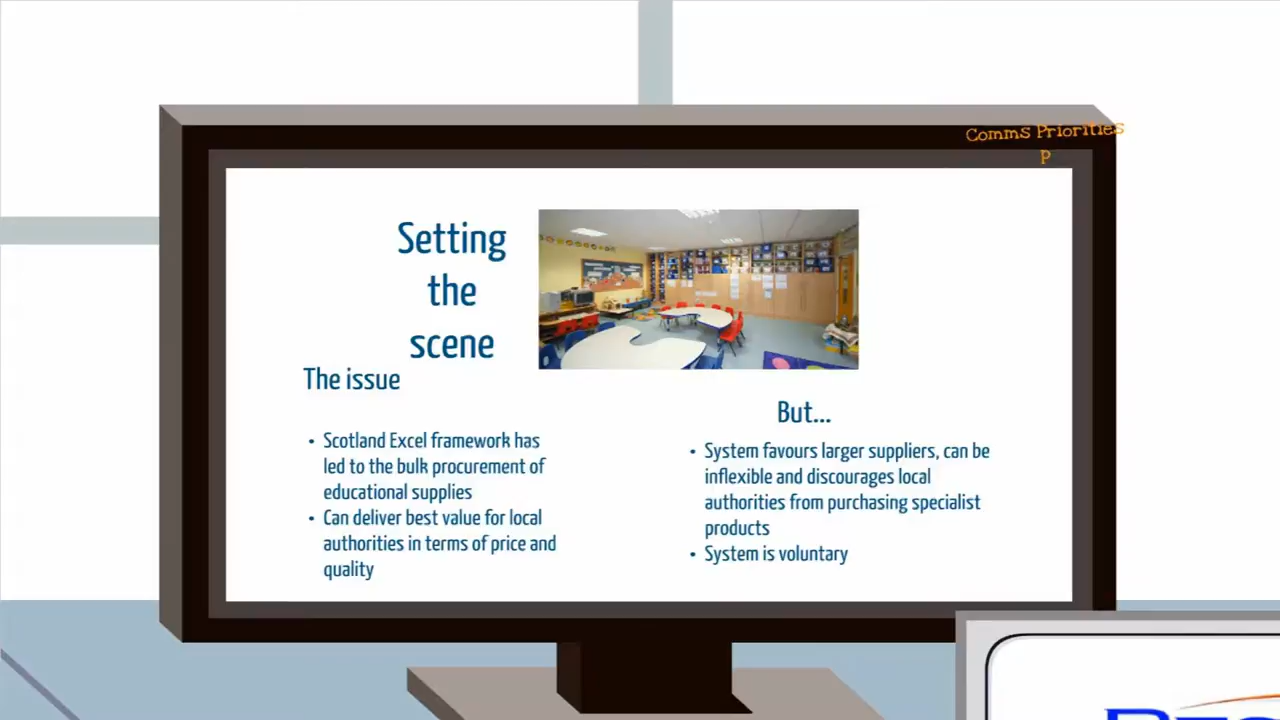 Comms Priorities
P
Setting
the
scene
The issue
• Scotland Excel framework has
led to the bulk procurement of
educational supplies
• Can deliver best value for local
authorities in terms of price and
quality
But...
• System favours larger suppliers, can be
inflexible and discourages local
authorities from purchasing specialist
products
• System is voluntary